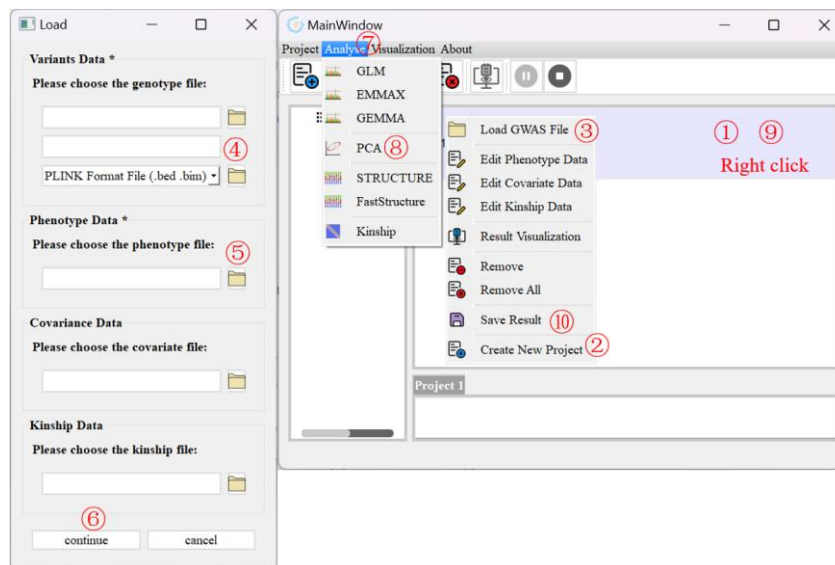 Load
Variants Data *
Please choose the genotype file:
④
PLINK Format File (.bed .bim)
Phenotype Data *
Please choose the phenotype file:
⑤
Covariance Data
Please choose the covariate file:
Kinship Data
Please choose the kinship file:
⑥
continue cancel
MainWindow
⑦
Project Analyse Visualization About
GLM
EMMAX
GEMMA
PCA ⑧
STRUCTURE
FastStructure
Kinship
Load GWAS File ③
Edit Phenotype Data
Edit Covariate Data
Edit Kinship Data
Result Visualization
Remove
Remove All
Save Result ⑩
Create New Project ②
① ⑨
Right click
Project 1